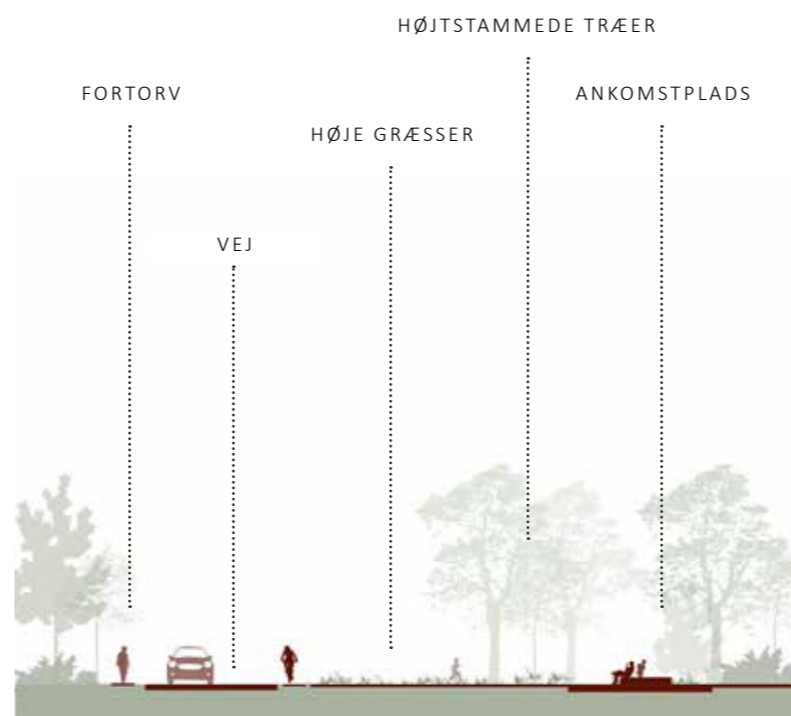 HØJTSTAMMEDE TRÆER
FORTORV
ANKOMSTPLADS
HØJE GRÆSSER
VEJ